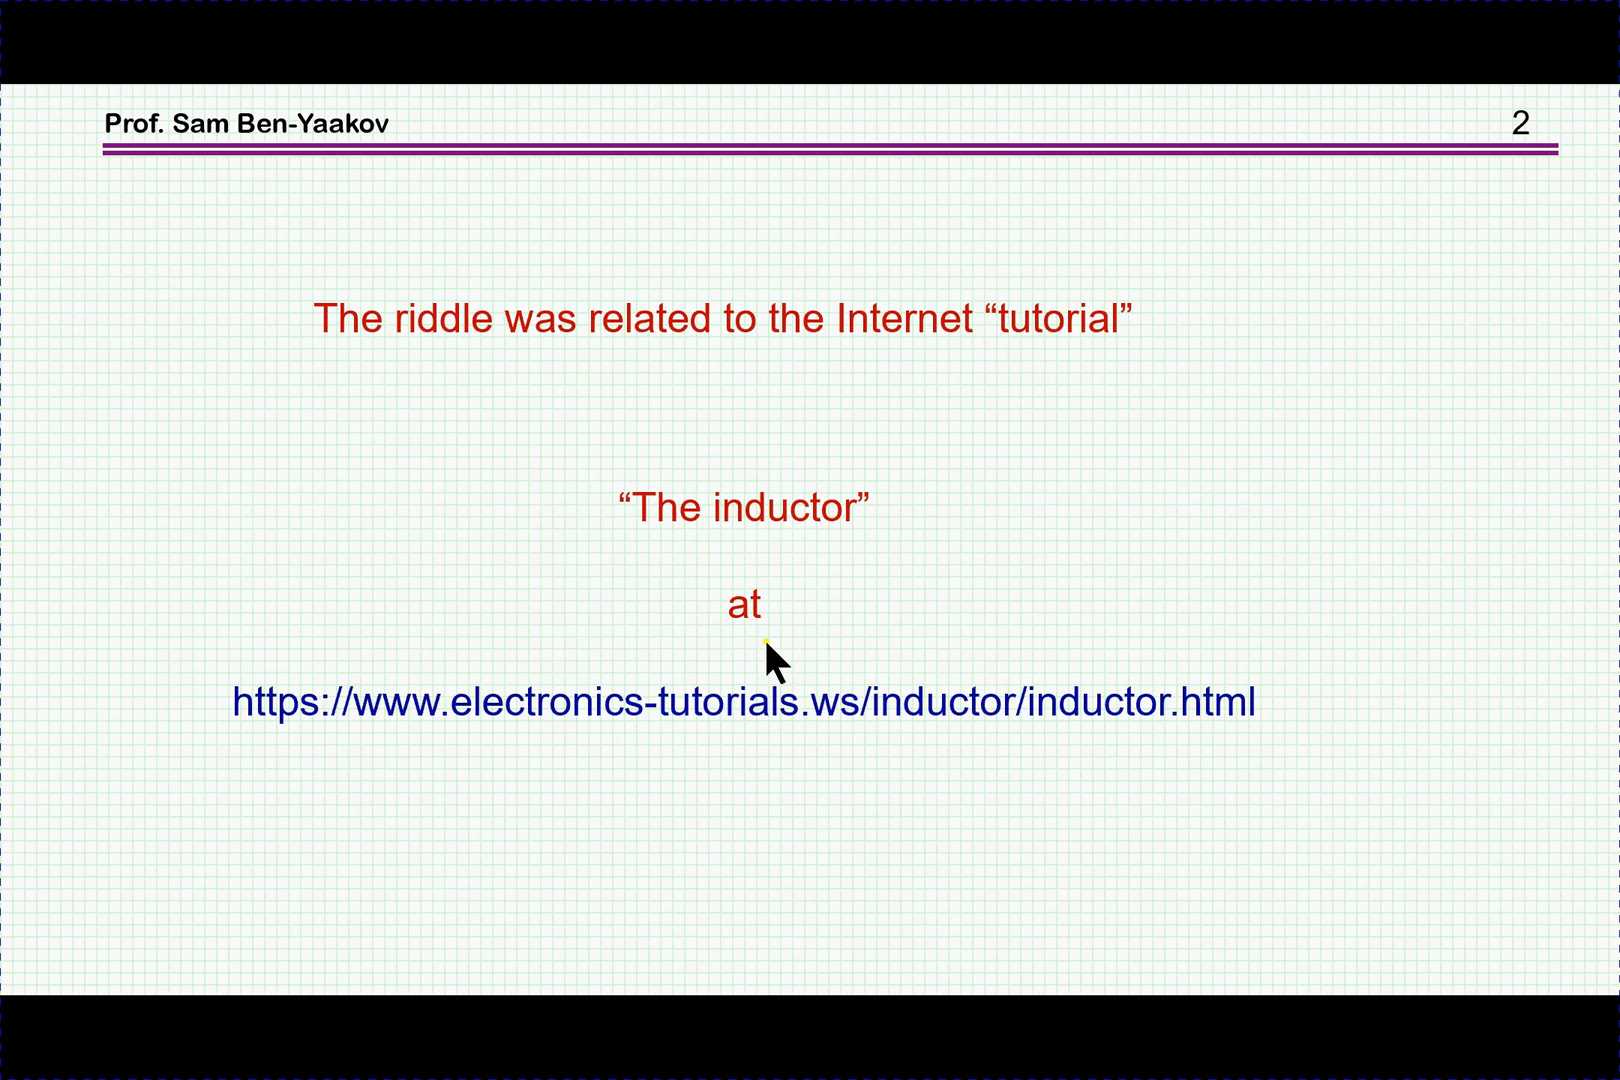 Prof. Sam Ben-Yaakov
2
The riddle was related to the Internet “tutorial”
“The inductor”
at
https://www.electronics-tutorials.ws/inductor/inductor.html